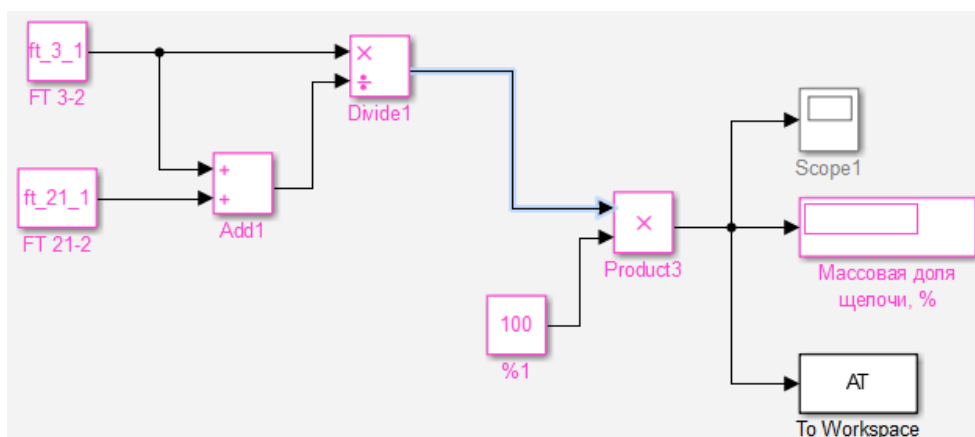 ft_3_1
FT 3-2
×
÷
Divide1
ft_21_1
FT 21-2
+
+
Add1
×
Product3
100
%1
Scope1
Массовая доля
щелочи, %
AT
To Workspace